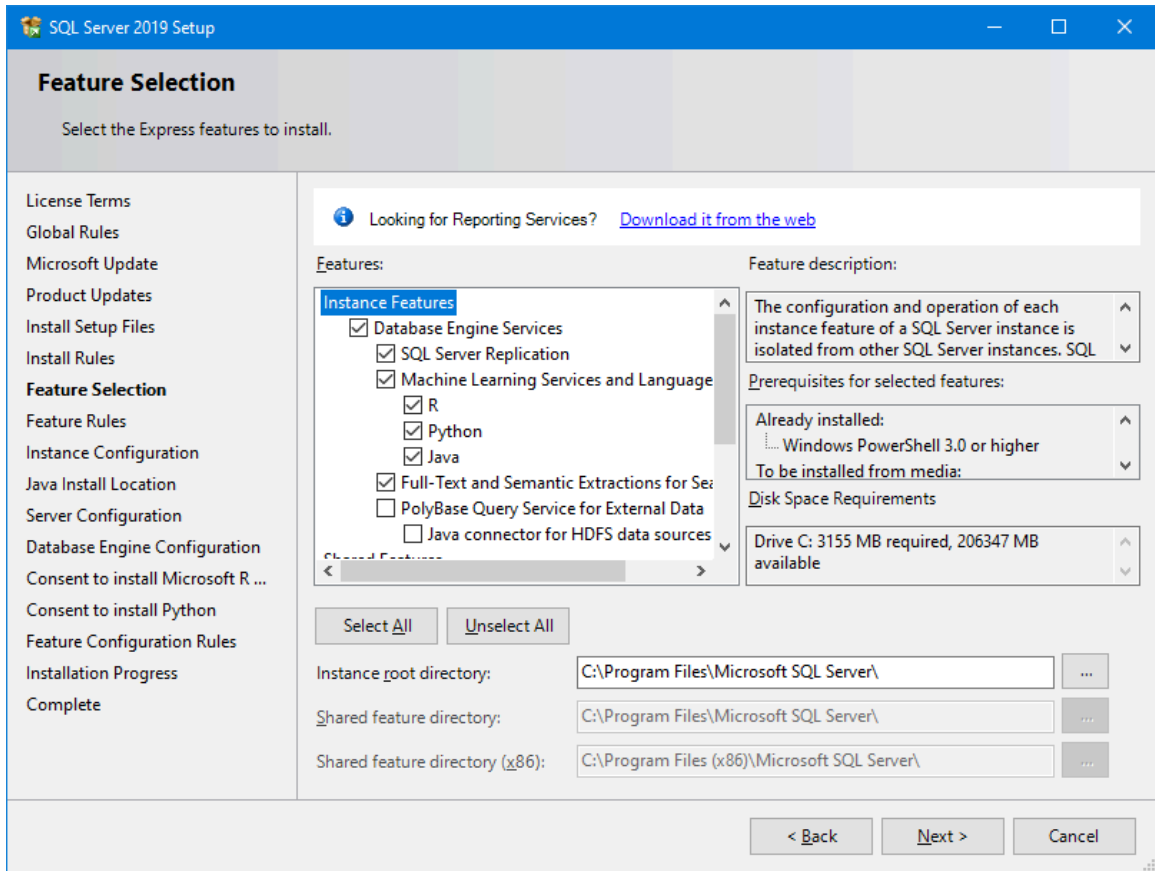 SQL Server 2019 Setup
Feature Selection
Select the Express features to install.
License Terms
Global Rules
Microsoft Update
Product Updates
Install Setup Files
Install Rules
Feature Selection
Feature Rules
Instance Configuration
Java Install Location
Server Configuration
Database Engine Configuration
Consent to install Microsoft R ...
Consent to install Python
Feature Configuration Rules
Installation Progress
Complete
Looking for Reporting Services? Download it from the web
Features:
Instance Features
Database Engine Services
SQL Server Replication
Machine Learning Services and Language
R
Python
Java
Full-Text and Semantic Extractions for Sea
PolyBase Query Service for External Data
Java connector for HDFS data sources
Shared Features
Feature description:
The configuration and operation of each
instance feature of a SQL Server instance is
isolated from other SQL Server instances. SQL
Prerequisites for selected features:
Already installed:
Windows PowerShell 3.0 or higher
To be installed from media:
Disk Space Requirements
Drive C: 3155 MB required, 206347 MB
available
Select All
Unselect All
Instance root directory:
C:\Program Files\Microsoft SQL Server\
...
Shared feature directory:
C:\Program Files\Microsoft SQL Server\
...
Shared feature directory (x86):
C:\Program Files (x86)\Microsoft SQL Server\
...
< Back
Next >
Cancel